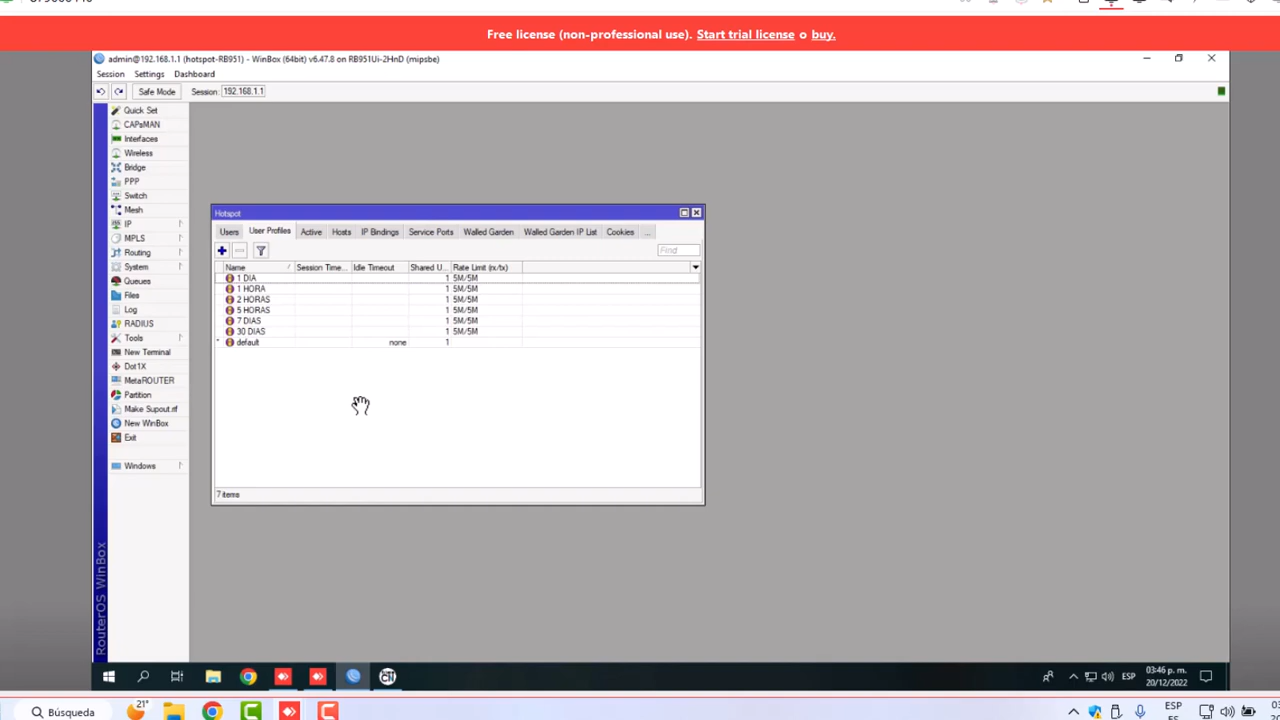 Free license (non-professional use). Start trial license o buy.
admin@192.168.1.1 (hotspot-RB951) - WinBox (64bit) v6.47.8 on RB951Ui-2HnD (mipsbe)
Session Settings Dashboard
Safe Mode Session: 192.168.1.1
Quick Set
CAPsMAN
Interfaces
Wireless
Bridge
PPP
Switch
Mesh
IP
MPLS
Routing
System
Queues
Files
Log
RADIUS
Tools
New Terminal
Dot1X
MetaROUTER
Partition
Make Supout.rif
New WinBox
Exit
Windows
RouterOS WinBox
Hotspot
Users User Profiles Active Hosts IP Bindings Service Ports Walled Garden Walled Garden IP List Cookies ...
Find
Name / Session Time... Idle Timeout Shared U... Rate Limit (rx/tx)
1 DIA 1 5M/5M
1 HORA 1 5M/5M
2 HORAS 1 5M/5M
5 HORAS 1 5M/5M
7 DIAS 1 5M/5M
30 DIAS 1 5M/5M
* default none 1
7 items
ESP
03:46 p. m.
20/12/2022
Búsqueda
21°
ESP